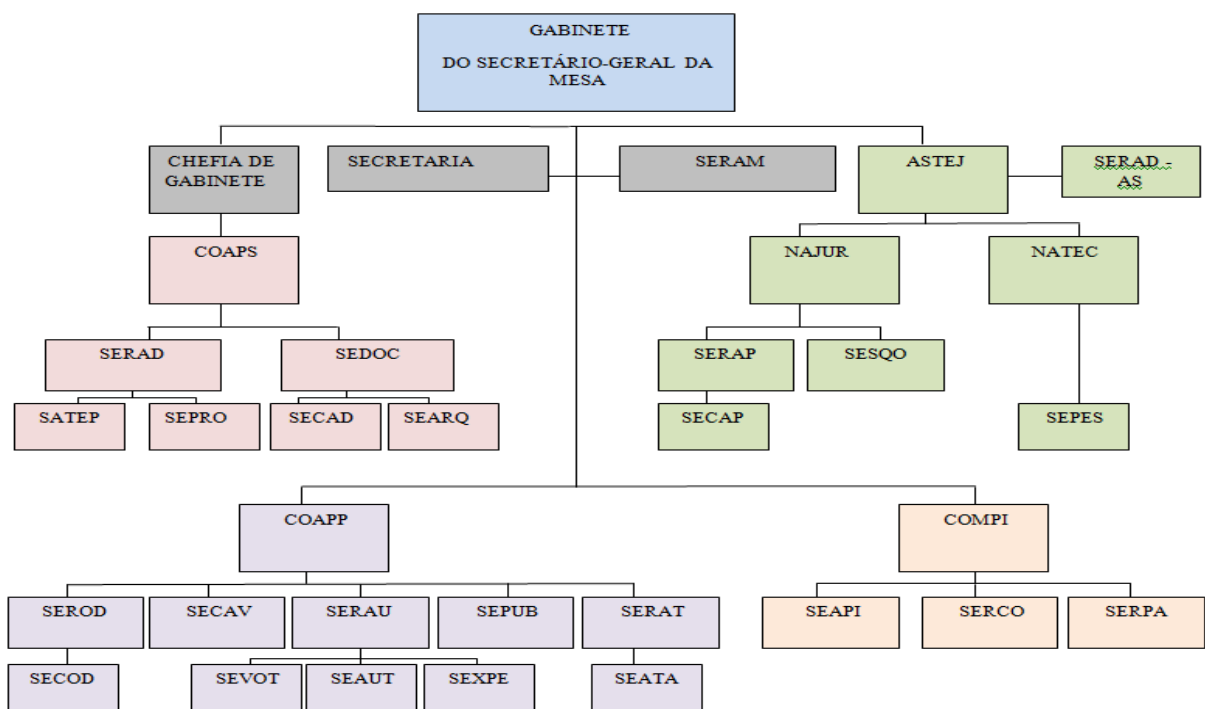 GABINETE
DO SECRETÁRIO-GERAL DA
MESA
CHEFIA DE
GABINETE
SECRETARIA
SERAM
ASTEJ
SERAD -
AS
COAPS
NAJUR
NATEC
SERAD
SEDOC
SERAP
SESQO
SATEP
SEPRO
SECAD
SEARQ
SECAP
SEPES
COAPP
COMPI
SEROD
SECAV
SERAU
SEPUB
SERAT
SEAPI
SERCO
SERPA
SECOD
SEVOT
SEAUT
SEXPE
SEATA